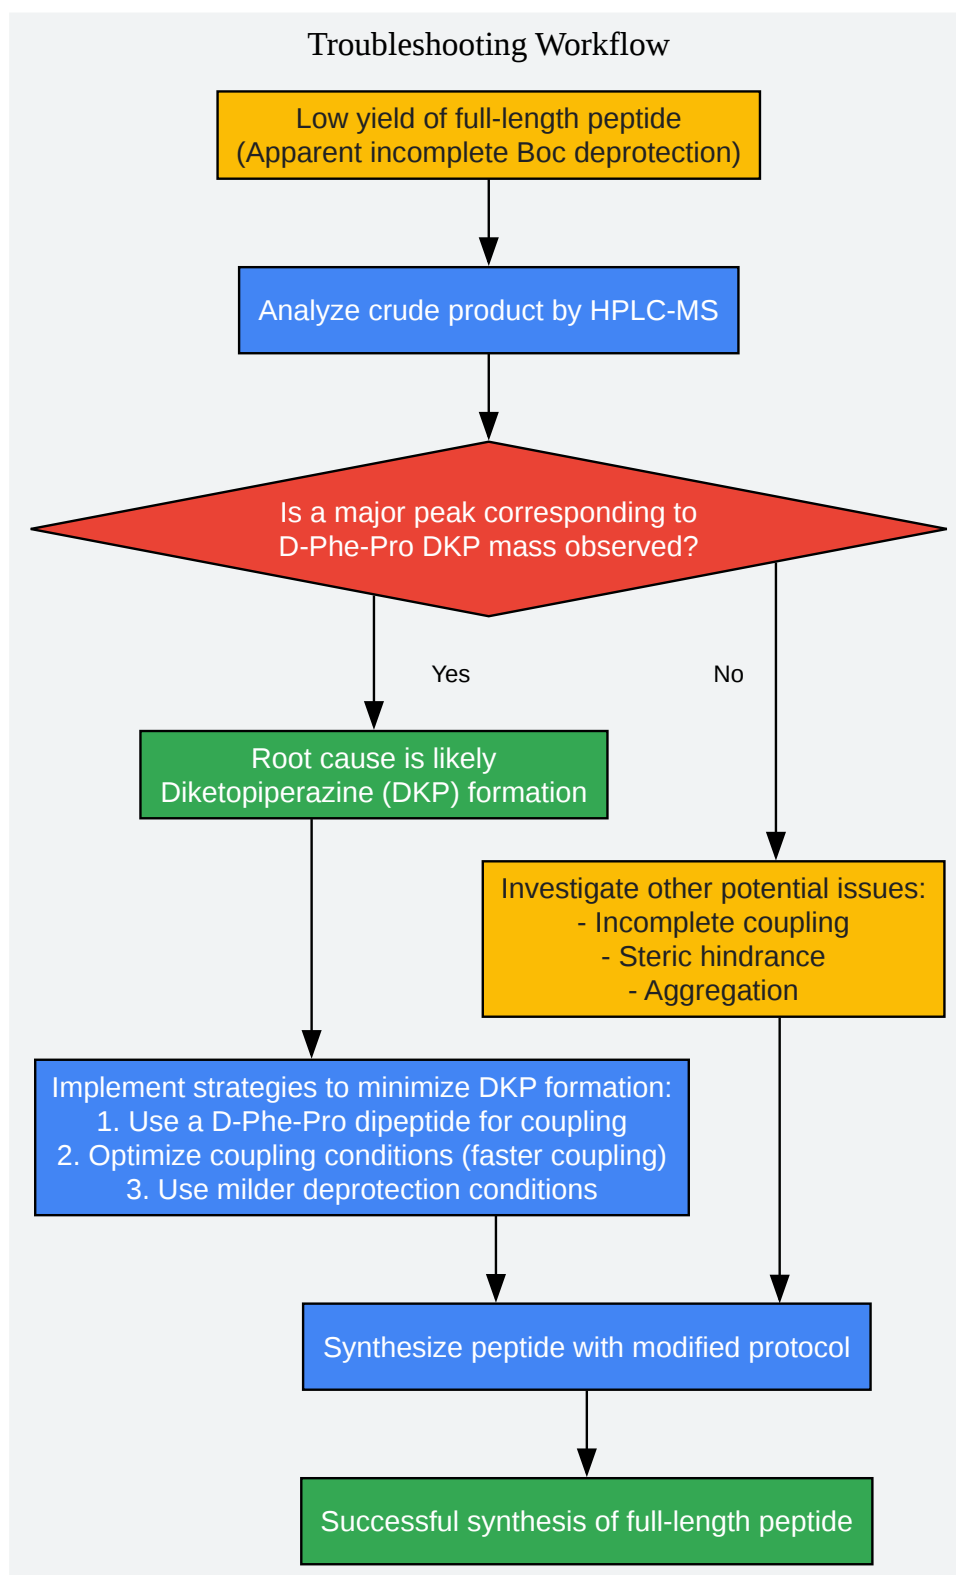 Troubleshooting Workflow
Low yield of full-length peptide
(Apparent incomplete Boc deprotection)
Analyze crude product by HPLC-MS
Is a major peak corresponding to
D-Phe-Pro DKP mass observed?
Yes
No
Root cause is likely
Diketopiperazine (DKP) formation
Investigate other potential issues:
- Incomplete coupling
- Steric hindrance
- Aggregation
Implement strategies to minimize DKP formation:
1. Use a D-Phe-Pro dipeptide for coupling
2. Optimize coupling conditions (faster coupling)
3. Use milder deprotection conditions
Synthesize peptide with modified protocol
Successful synthesis of full-length peptide